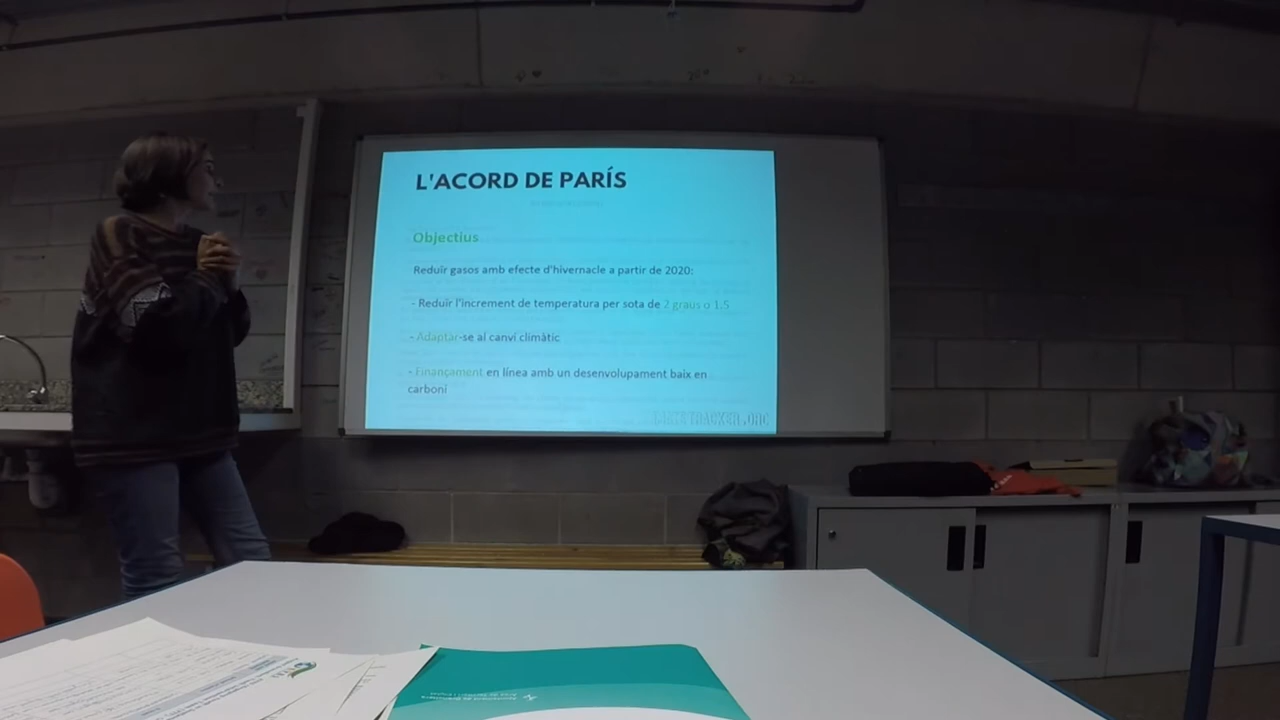 L'ACORD DE PARÍS
Objectius
Reduir gasos amb efecte d'hivernacle a partir de 2020:
- Reduir l'increment de temperatura per sota de 2 graus o 1.5
- Adaptar-se al canvi climàtic
- Finançament en línea amb un desenvolupament baix en
carboni